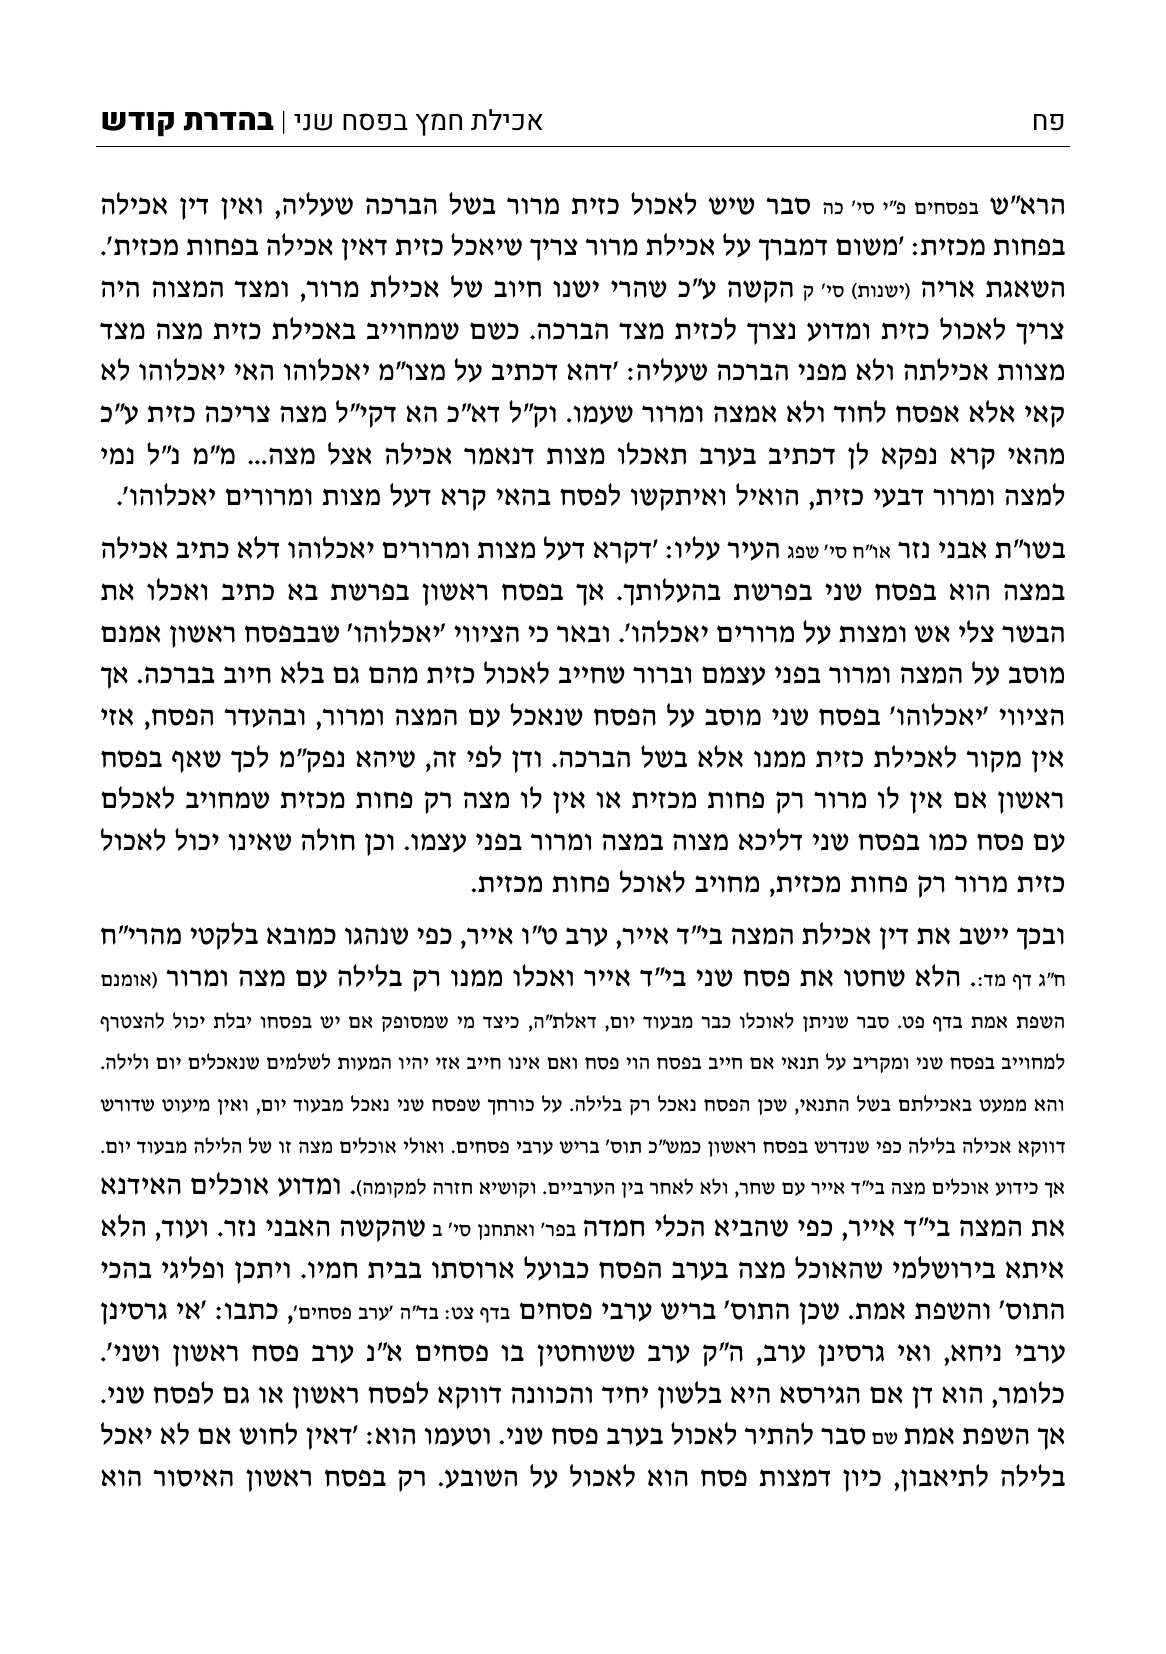 פח
אכילת חמץ בפסח שני | בהדרת קודש
הרא"ש בפסחים פ"י סי' כה סבר שיש לאכול כזית מרור בשל הברכה שעליה, ואין דין אכילה
בפחות מכזית: 'משום דמברך על אכילת מרור צריך שיאכל כזית דאין אכילה בפחות מכזית'.
השאגת אריה (ישנות) סי' ק הקשה ע"כ שהרי ישנו חיוב של אכילת מרור, ומצד המצוה היה
צריך לאכול כזית ומדוע נצרך לכזית מצד הברכה. כשם שמחוייב באכילת כזית מצה מצד
מצוות אכילתה ולא מפני הברכה שעליה: 'דהא דכתיב על מצו"מ יאכלוהו האי יאכלוהו לא
קאי אלא אפסח לחוד ולא אמצה ומרור שעמו. וק"ל דא"כ הא דקי"ל מצה צריכה כזית ע"כ
מהאי קרא נפקא לן דכתיב בערב תאכלו מצות דנאמר אכילה אצל מצה... מ"מ נ"ל נמי
למצה ומרור דבעי כזית, הואיל ואיתקשו לפסח בהאי קרא דעל מצות ומרורים יאכלוהו'.
בשו"ת אבני נזר או"ח סי' שפג העיר עליו: 'דקרא דעל מצות ומרורים יאכלוהו דלא כתיב אכילה
במצה הוא בפסח שני בפרשת בהעלותך. אך בפסח ראשון בפרשת בא כתיב ואכלו את
הבשר צלי אש ומצות על מרורים יאכלהו'. ובאר כי הציווי 'יאכלוהו' שבבפסח ראשון אמנם
מוסב על המצה ומרור בפני עצמם וברור שחייב לאכול כזית מהם גם בלא חיוב בברכה. אך
הציווי 'יאכלוהו' בפסח שני מוסב על הפסח שנאכל עם המצה ומרור, ובהעדר הפסח, אזי
אין מקור לאכילת כזית ממנו אלא בשל הברכה. ודן לפי זה, שיהא נפק"מ לכך שאף בפסח
ראשון אם אין לו מרור רק פחות מכזית או אין לו מצה רק פחות מכזית שמחויב לאכלם
עם פסח כמו בפסח שני דליכא מצוה במצה ומרור בפני עצמו. וכן חולה שאינו יכול לאכול
כזית מרור רק פחות מכזית, מחויב לאוכל פחות מכזית.
ובכך יישב את דין אכילת המצה בי"ד אייר, ערב ט"ו אייר, כפי שנהגו כמובא בלקטי מהרי"ח
ח"ג דף מד:. הלא שחטו את פסח שני בי"ד אייר ואכלו ממנו רק בלילה עם מצה ומרור (אומנם
השפת אמת בדף פט. סבר שניתן לאוכלו כבר מבעוד יום, דאלת"ה, כיצד מי שמסופק אם יש בפסחו יבלת יכול להצטרף
למחוייב בפסח שני ומקריב על תנאי אם חייב בפסח הוי פסח ואם אינו חייב אזי יהיו המעות לשלמים שנאכלים יום ולילה.
והא ממעט באכילתם בשל התנאי, שכן הפסח נאכל רק בלילה. על כורחך שפסח שני נאכל מבעוד יום, ואין מיעוט שדורש
דווקא אכילה בלילה כפי שנדרש בפסח ראשון כמש"כ תוס' בריש ערבי פסחים. ואולי אוכלים מצה זו של הלילה מבעוד יום.
אך כידוע אוכלים מצה בי"ד אייר עם שחר, ולא לאחר בין הערביים. וקושיא חזרה למקומה). ומדוע אוכלים האידנא
את המצה בי"ד אייר, כפי שהביא הכלי חמדה בפר' ואתחנן סי' ב שהקשה האבני נזר. ועוד, הלא
איתא בירושלמי שהאוכל מצה בערב הפסח כבועל ארוסתו בבית חמיו. ויתכן ופליגי בהכי
התוס' והשפת אמת. שכן התוס' בריש ערבי פסחים בדף צט: בד"ה 'ערב פסחים', כתבו: 'אי גרסינן
ערבי ניחא, ואי גרסינן ערב, ה"ק ערב ששוחטין בו פסחים א"נ ערב פסח ראשון ושני'.
כלומר, הוא דן אם הגירסא היא בלשון יחיד והכוונה דווקא לפסח ראשון או גם לפסח שני.
אך השפת אמת שם סבר להתיר לאכול בערב פסח שני. וטעמו הוא: 'דאין לחוש אם לא יאכל
בלילה לתיאבון, כיון דמצות פסח הוא לאכול על השובע. רק בפסח ראשון האיסור הוא